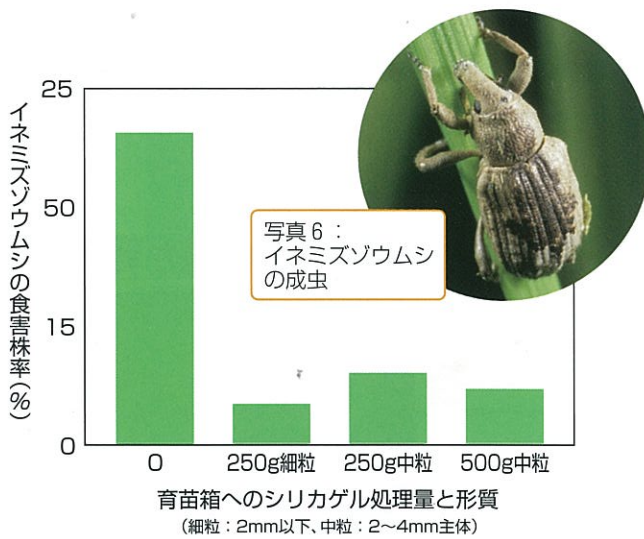 イネミズゾウムシの食害株率(%)
25
50
15
0
写真6:
イネミズゾウムシ
の成虫
0
250g細粒
250g中粒
500g中粒
育苗箱へのシリカゲル処理量と形質
(細粒:2mm以下、中粒:2〜4mm主体)